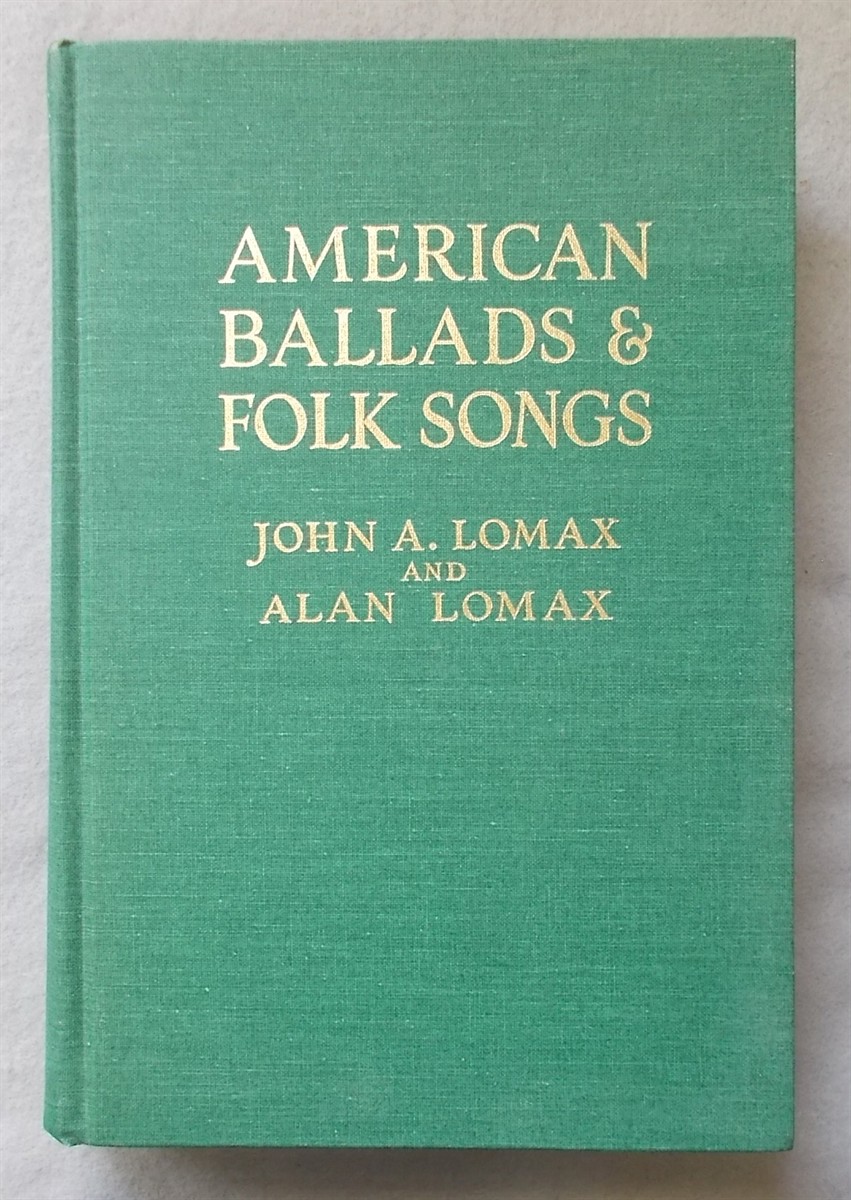 AMERICAN
BALLADS &
FOLK SONGS
JOHN A. LOMAX
AND
ALAN LOMAX